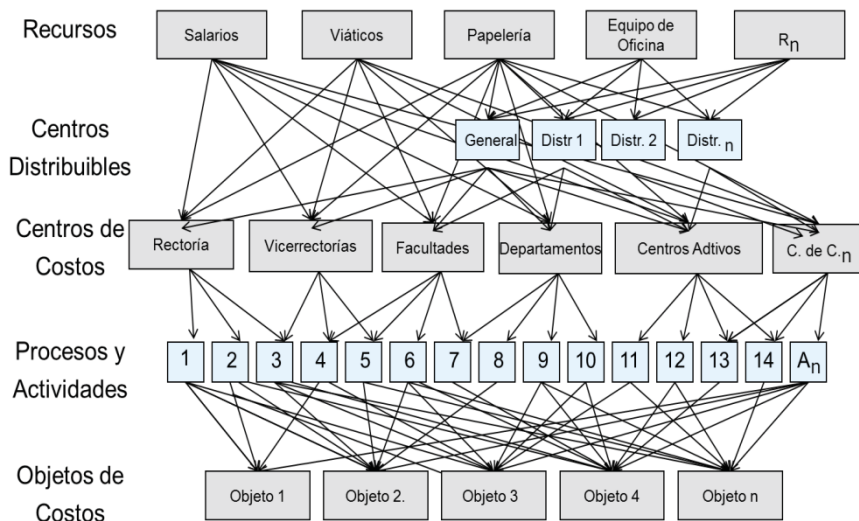 Recursos
Salarios
Viáticos
Papelería
Equipo de
Oficina
Rn
Centros
Distribuibles
General
Distr 1
Distr. 2
Distr. n
Centros de
Costos
Rectoría
Vicerrectorías
Facultades
Departamentos
Centros Adtivos
C. de C.n
Procesos y
Actividades
1
2
3
4
5
6
7
8
9
10
11
12
13
14
An
Objetos de
Costos
Objeto 1
Objeto 2.
Objeto 3
Objeto 4
Objeto n